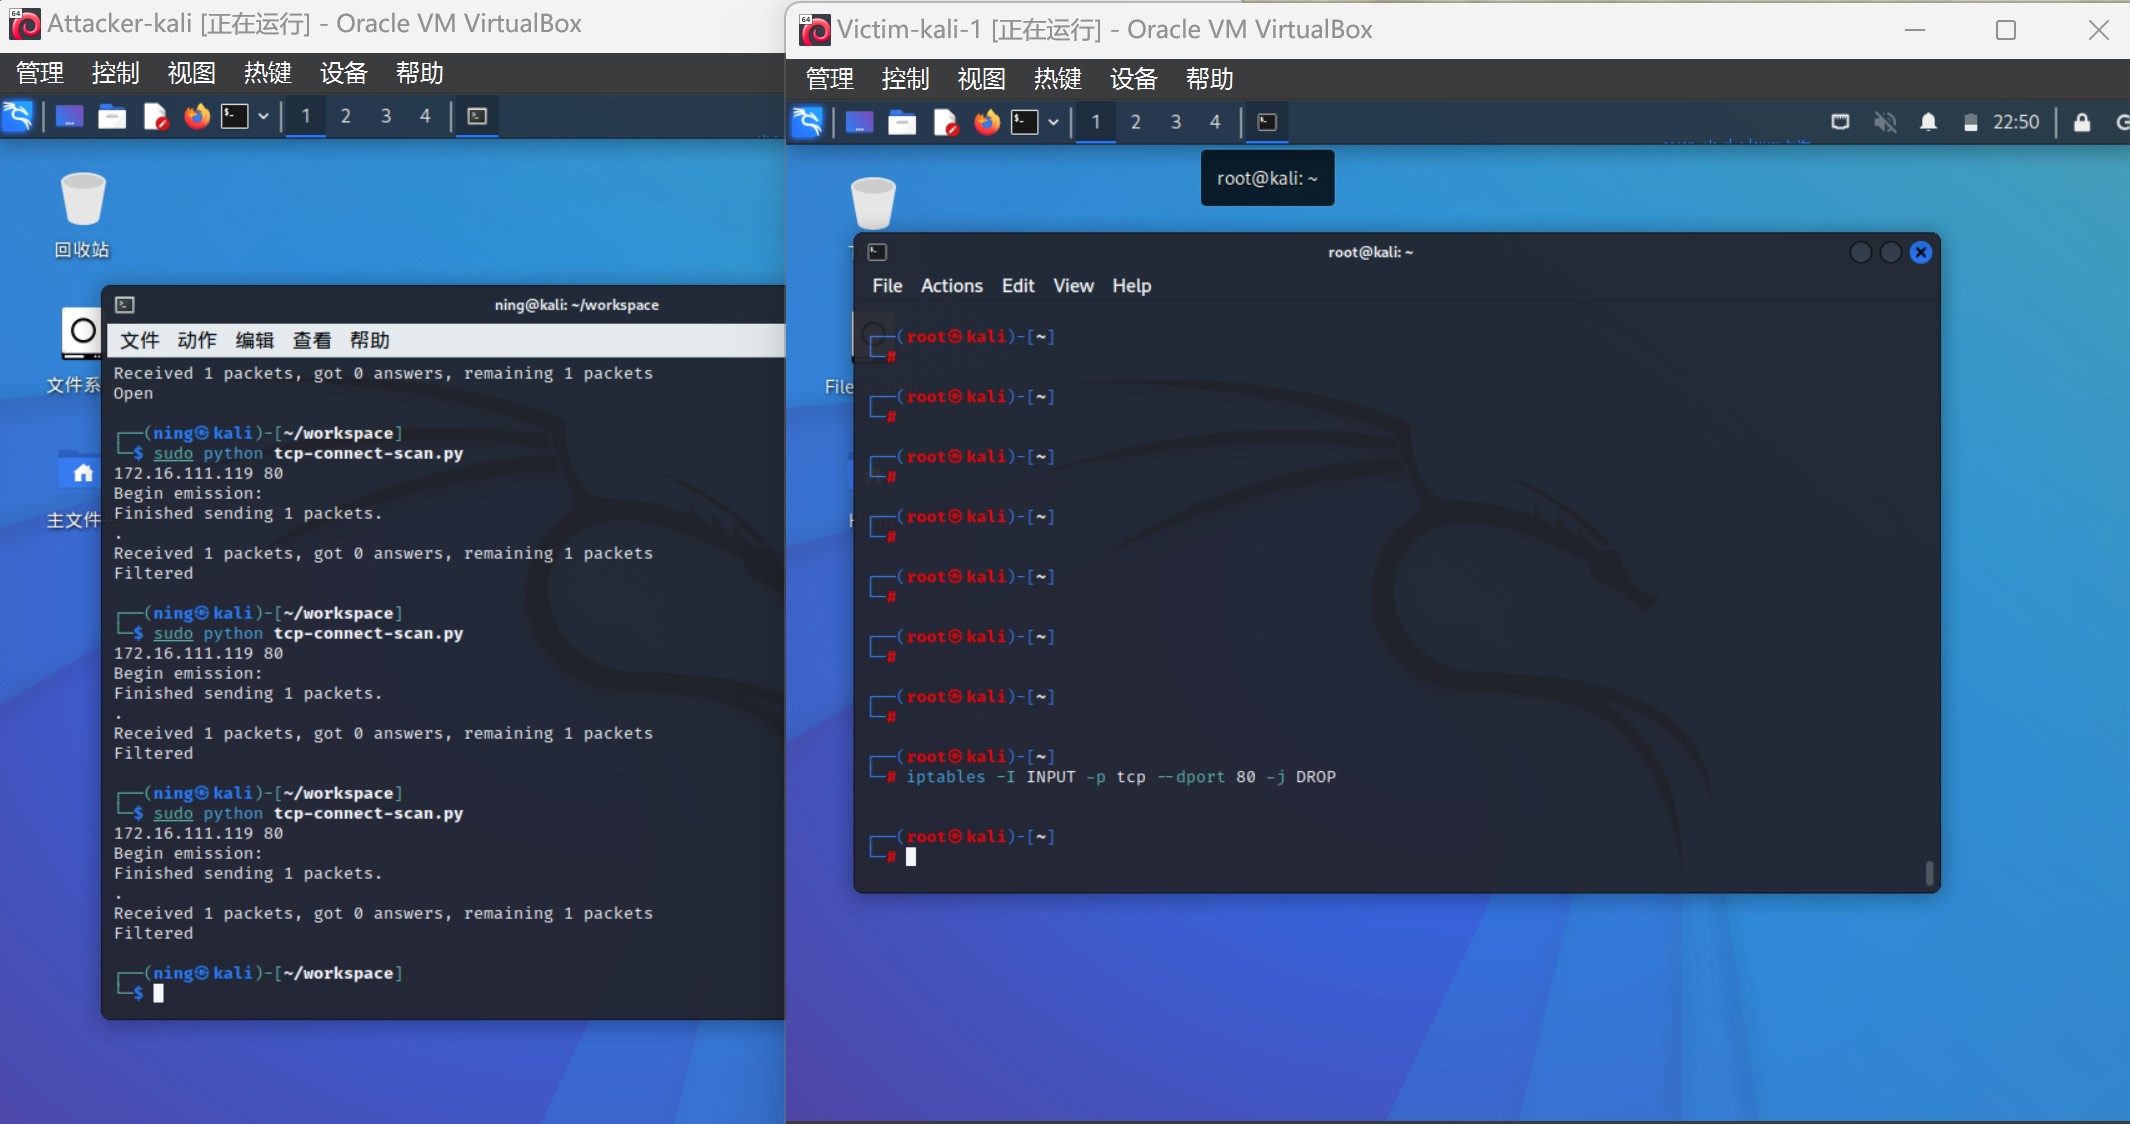 Attacker-kali [正在运行] - Oracle VM VirtualBox
管理 控制 视图 热键 设备 帮助
1 2 3 4
回收站
文件系
主文件
ning@kali: ~/workspace
文件 动作 编辑 查看 帮助
Received 1 packets, got 0 answers, remaining 1 packets
Open
┌──(ning㉿kali)-[~/workspace]
└─$ sudo python tcp-connect-scan.py
172.16.111.119 80
Begin emission:
Finished sending 1 packets.
.
Received 1 packets, got 0 answers, remaining 1 packets
Filtered
┌──(ning㉿kali)-[~/workspace]
└─$ sudo python tcp-connect-scan.py
172.16.111.119 80
Begin emission:
Finished sending 1 packets.
.
Received 1 packets, got 0 answers, remaining 1 packets
Filtered
┌──(ning㉿kali)-[~/workspace]
└─$ sudo python tcp-connect-scan.py
172.16.111.119 80
Begin emission:
Finished sending 1 packets.
.
Received 1 packets, got 0 answers, remaining 1 packets
Filtered
┌──(ning㉿kali)-[~/workspace]
└─$
Victim-kali-1 [正在运行] - Oracle VM VirtualBox
管理 控制 视图 热键 设备 帮助
1 2 3 4 22:50
root@kali: ~
File
root@kali: ~
File Actions Edit View Help
┌──(root㉿kali)-[~]
└─#
┌──(root㉿kali)-[~]
└─#
┌──(root㉿kali)-[~]
└─#
┌──(root㉿kali)-[~]
└─#
┌──(root㉿kali)-[~]
└─#
┌──(root㉿kali)-[~]
└─#
┌──(root㉿kali)-[~]
└─#
┌──(root㉿kali)-[~]
└─# iptables -I INPUT -p tcp --dport 80 -j DROP
┌──(root㉿kali)-[~]
└─#